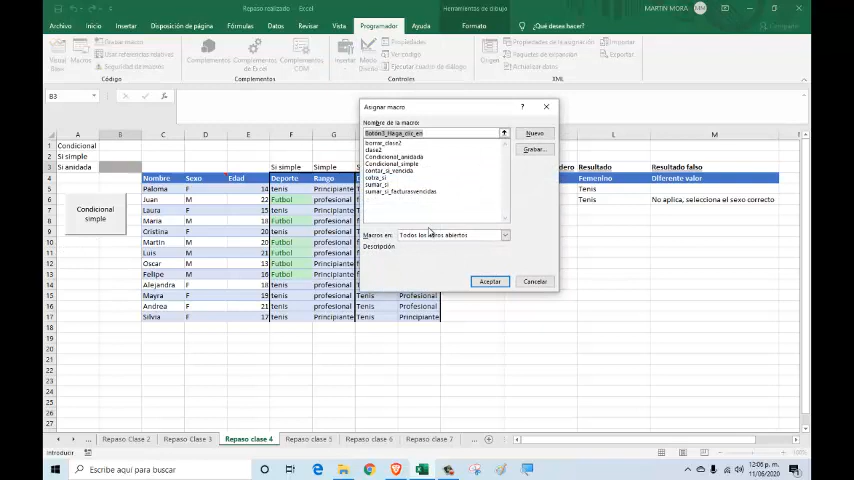 Repaso realizado - Excel
Herramientas de dibujo
MARTIN MORA
MM
Archivo Inicio Insertar Disposición de página Fórmulas Datos Revisar Vista Programador Ayuda Formato ¿Qué desea hacer? Compartir
Visual Basic
Macros
Grabar macro
Usar referencias relativas
Seguridad de macros
Código
Complementos
Complementos de Excel
Complementos COM
Complementos
Insertar
Modo Diseño
Propiedades
Ver código
Ejecutar cuadro de diálogo
Controles
Origen
Propiedades de la asignación
Actualizar datos
Importar
Exportar
XML
B3
A B C D E F G L M N
1 Condicional
2 Si simple
3 Si anidada Si simple Simple Resultado Resultado falso
4 Nombre Sexo Edad Deporte Rango Femenino Diferente valor
5 Paloma F 14 tenis Principiante Tenis
6 Juan M 22 Futbol profesional Tenis No aplica, selecciona el sexo correcto
7 Laura F 15 tenis Principiante
8 Maria M 18 Futbol profesional
9 Cristina F 20 tenis profesional
10 Martin M 20 Futbol profesional
11 Luis M 17 Futbol Principiante
12 Oscar M 13 Futbol Principiante
13 Felipe M 16 Futbol Principiante
14 Alejandra F 18 tenis profesional
15 Mayra F 19 tenis profesional Tenis Profesional
16 Andrea F 21 tenis profesional Tenis Profesional
17 Silvia F 17 tenis Principiante Tenis Principiante
18
19
20
21
22
23
24
25
26
27
Condicional simple
Asignar macro
Nombre de la macro:
Botón3_Haga_clic_en
borrar_clase2
clase2
Condicional_anidada
Condicional_simple
contar_si_vencida
cotra_si
sumar_si
sumar_si_facturasvencidas
Nuevo
Grabar...
Macros en: Todos los libros abiertos
Descripción
Aceptar
Cancelar
... Repaso Clase 2 Repaso Clase 3 Repaso clase 4 Repaso clase 5 Repaso clase 6 Repaso clase 7 ...
Introducir
100%
Escribe aquí para buscar
12:06 p. m.
11/06/2020